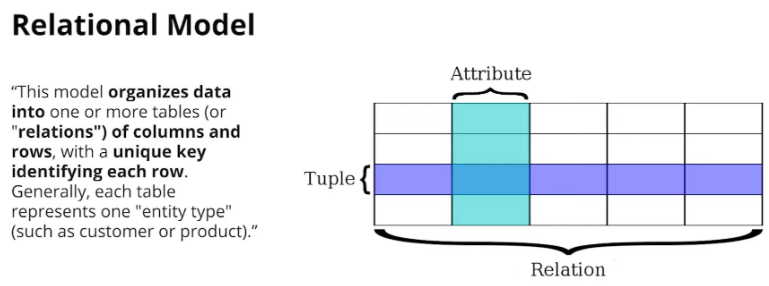 Relational Model
“This model organizes data
into one or more tables (or
"relations") of columns and
rows, with a unique key
identifying each row.
Generally, each table
represents one "entity type"
(such as customer or product).”
Attribute
Tuple
Relation